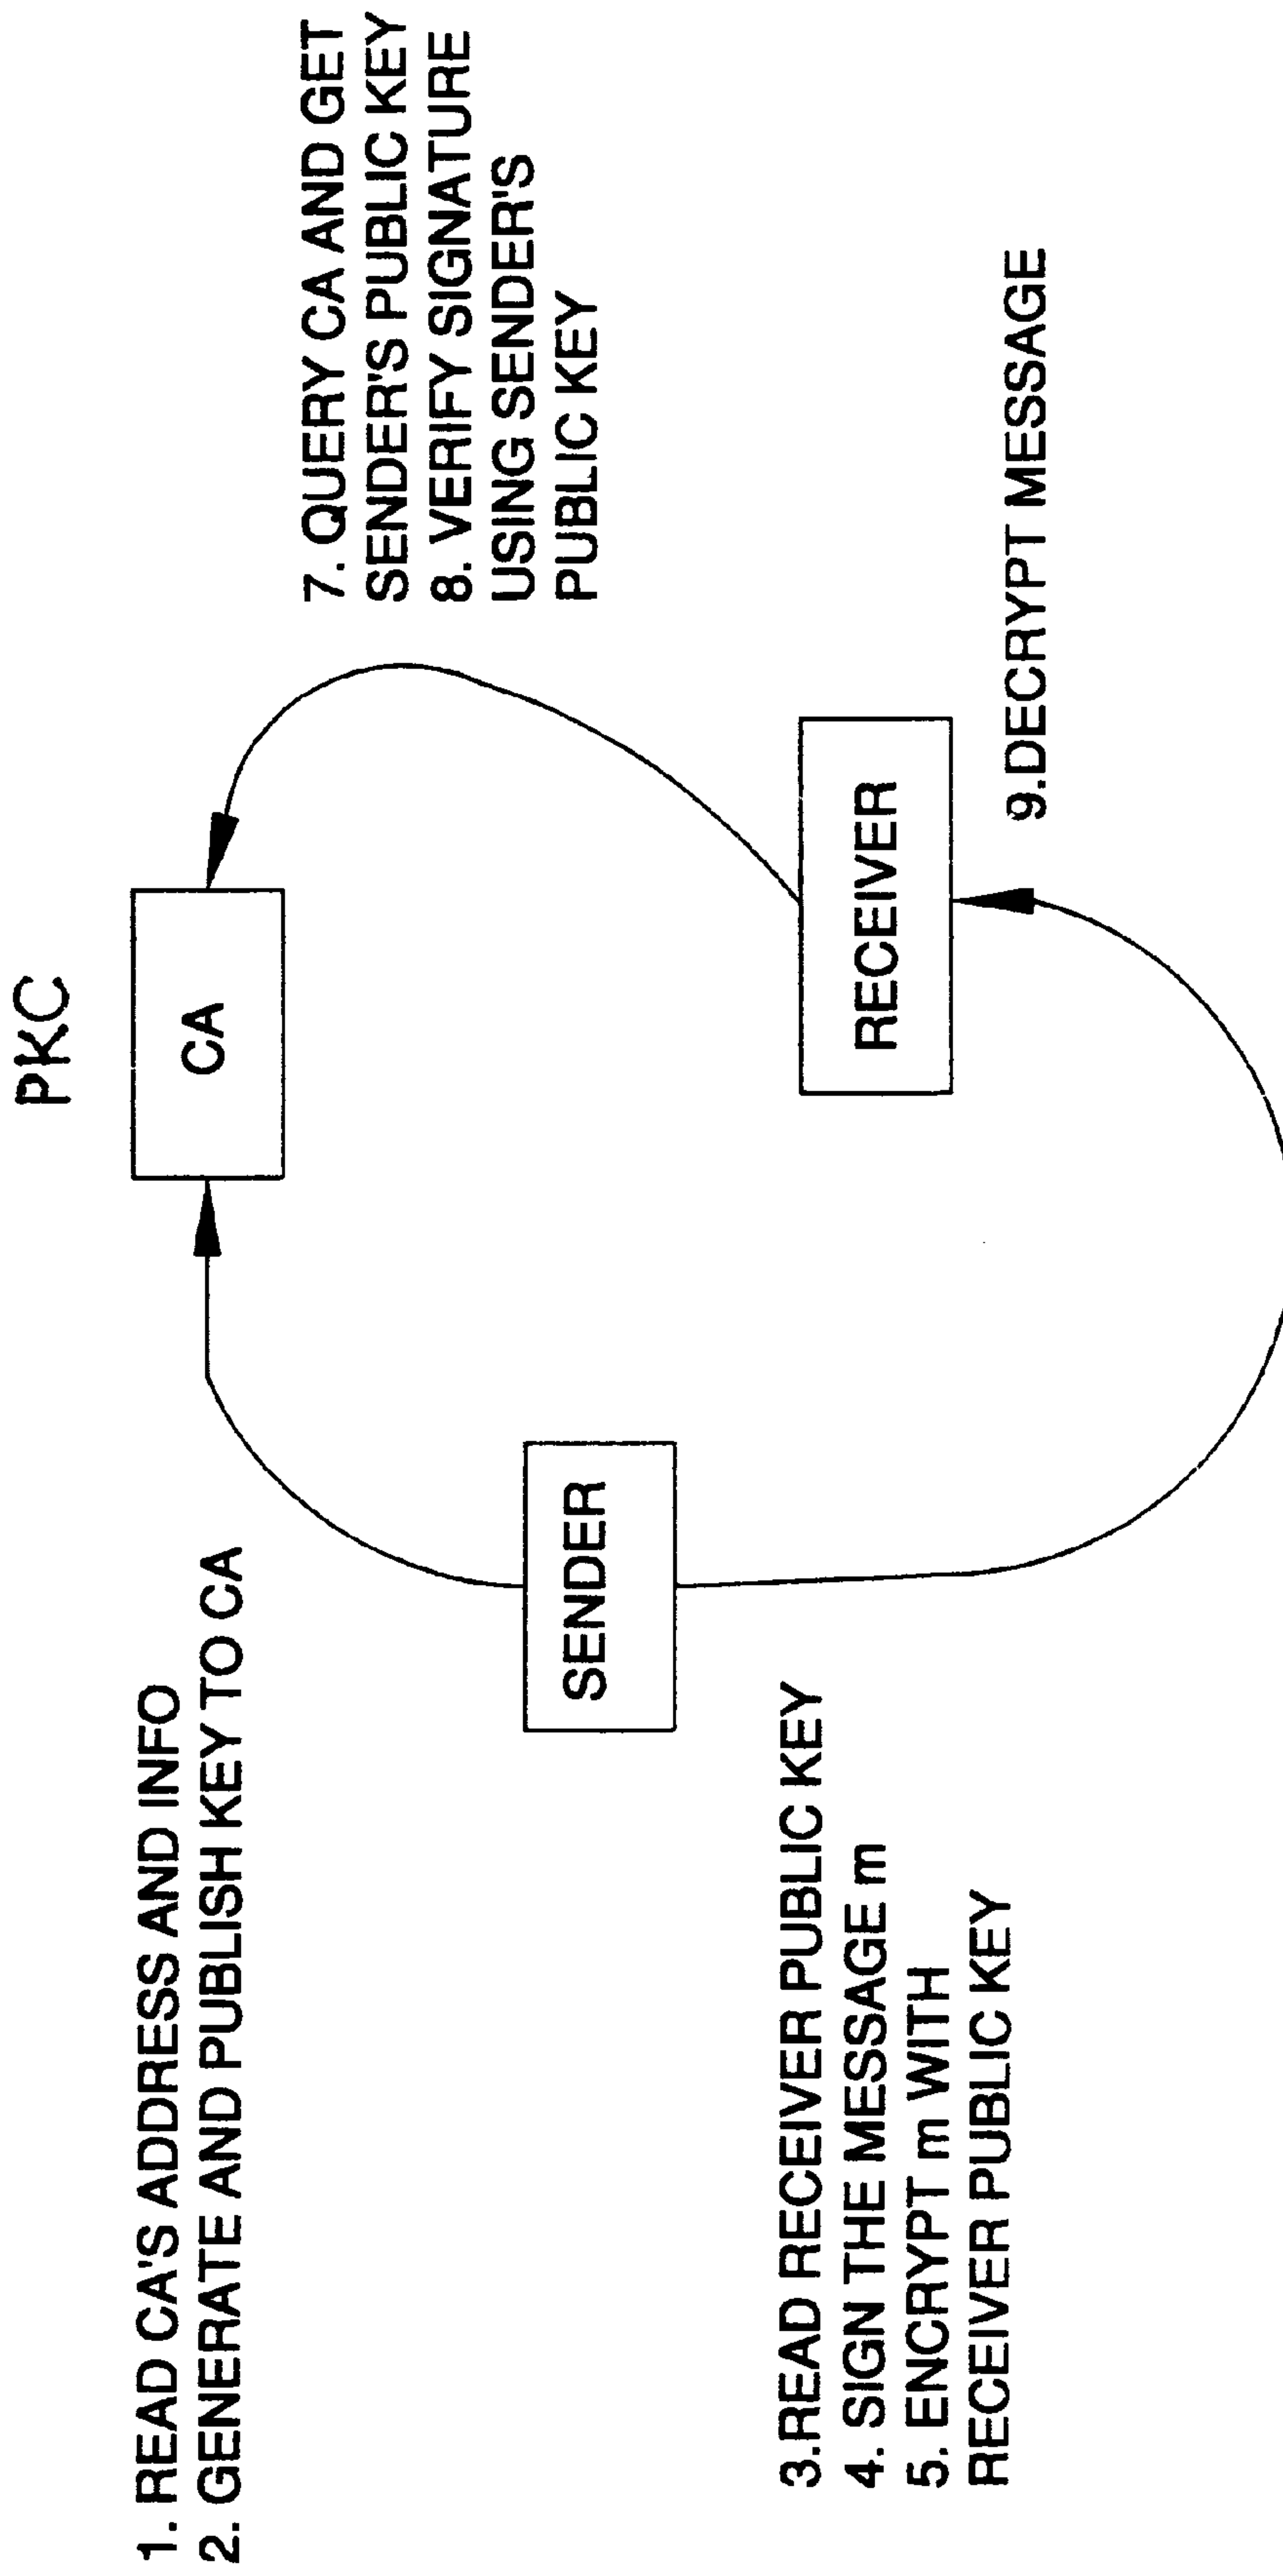 PKC
CA
1. READ CA'S ADDRESS AND INFO
2. GENERATE AND PUBLISH KEY TO CA
7. QUERY CA AND GET
SENDER'S PUBLIC KEY
8. VERIFY SIGNATURE
USING SENDER'S
PUBLIC KEY
SENDER
3.READ RECEIVER PUBLIC KEY
4. SIGN THE MESSAGE m
5. ENCRYPT m WITH
RECEIVER PUBLIC KEY
RECEIVER
9.DECRYPT MESSAGE